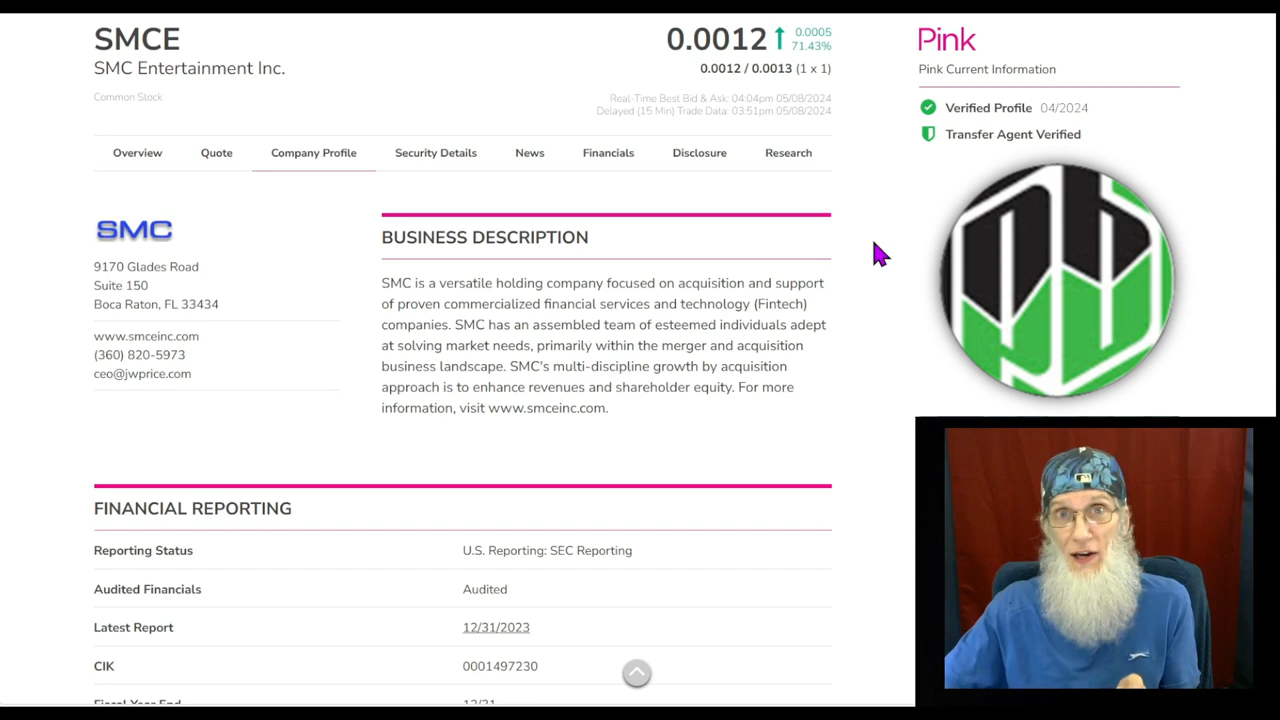 SMCE
SMC Entertainment Inc.
Common Stock
0.0012
0.0005
71.43%
0.0012 / 0.0013 (1 x 1)
Real-Time Best Bid & Ask: 04:04pm 05/08/2024
Delayed (15 Min) Trade Data: 03:51pm 05/08/2024
Pink
Pink Current Information
Verified Profile 04/2024
Transfer Agent Verified
Overview Quote Company Profile Security Details News Financials Disclosure Research
SMC
9170 Glades Road
Suite 150
Boca Raton, FL 33434
www.smceinc.com
(360) 820-5973
ceo@jwprice.com
BUSINESS DESCRIPTION
SMC is a versatile holding company focused on acquisition and support
of proven commercialized financial services and technology (Fintech)
companies. SMC has an assembled team of esteemed individuals adept
at solving market needs, primarily within the merger and acquisition
business landscape. SMC's multi-discipline growth by acquisition
approach is to enhance revenues and shareholder equity. For more
information, visit www.smceinc.com.
FINANCIAL REPORTING
Reporting Status U.S. Reporting: SEC Reporting
Audited Financials Audited
Latest Report 12/31/2023
CIK 0001497230
Fiscal Year End 12/31